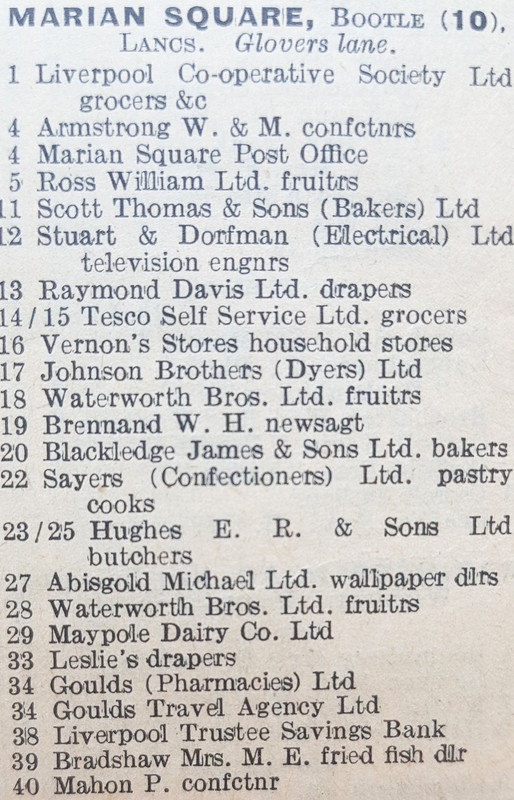 MARIAN SQUARE, BOOTLE (10),
LANCS. Glovers lane.
1 Liverpool Co-operative Society Ltd
grocers &c
4 Armstrong W. & M. confctnrs
4 Marian Square Post Office
5 Ross William Ltd. fruitrs
11 Scott Thomas & Sons (Bakers) Ltd
12 Stuart & Dorfman (Electrical) Ltd
television engnrs
13 Raymond Davis Ltd. drapers
14/15 Tesco Self Service Ltd. grocers
16 Vernon's Stores household stores
17 Johnson Brothers (Dyers) Ltd
18 Waterworth Bros. Ltd. fruitrs
19 Brennand W. H. newsagt
20 Blackledge James & Sons Ltd. bakers
22 Sayers (Confectioners) Ltd. pastry
cooks
23/25 Hughes E. R. & Sons Ltd
butchers
27 Abisgold Michael Ltd. wallpaper dlrs
28 Waterworth Bros. Ltd. fruitrs
29 Maypole Dairy Co. Ltd
33 Leslie's drapers
34 Goulds (Pharmacies) Ltd
34 Goulds Travel Agency Ltd
38 Liverpool Trustee Savings Bank
39 Bradshaw Mrs. M. E. fried fish dlr
40 Mahon P. confctnr